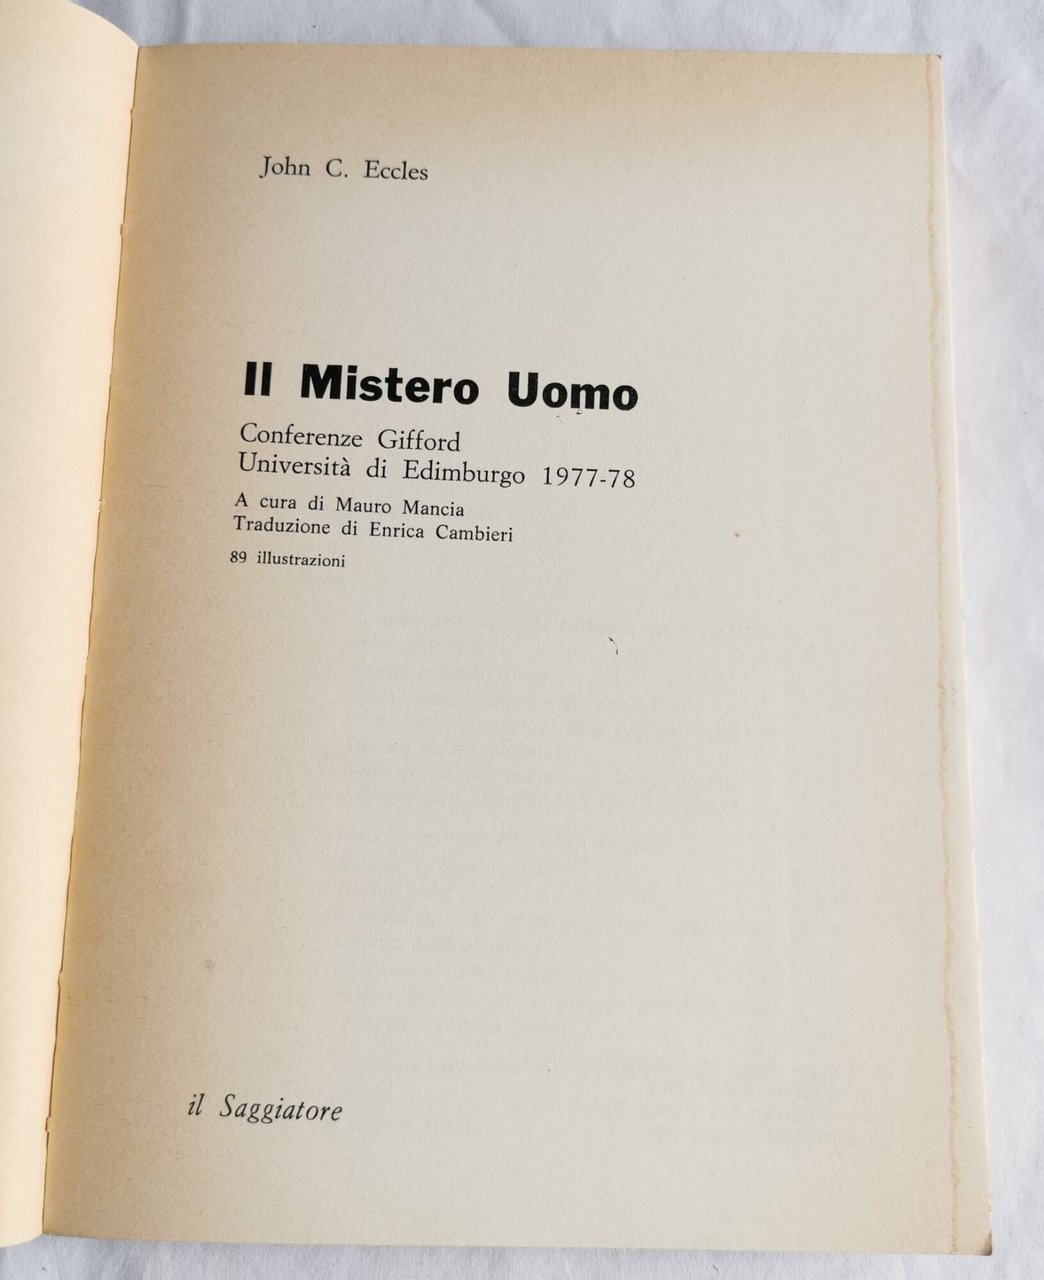 John C. Eccles
Il Mistero Uomo
Conferenze Gifford
Università di Edimburgo 1977-78
A cura di Mauro Mancia
Traduzione di Enrica Cambieri
89 illustrazioni
il Saggiatore